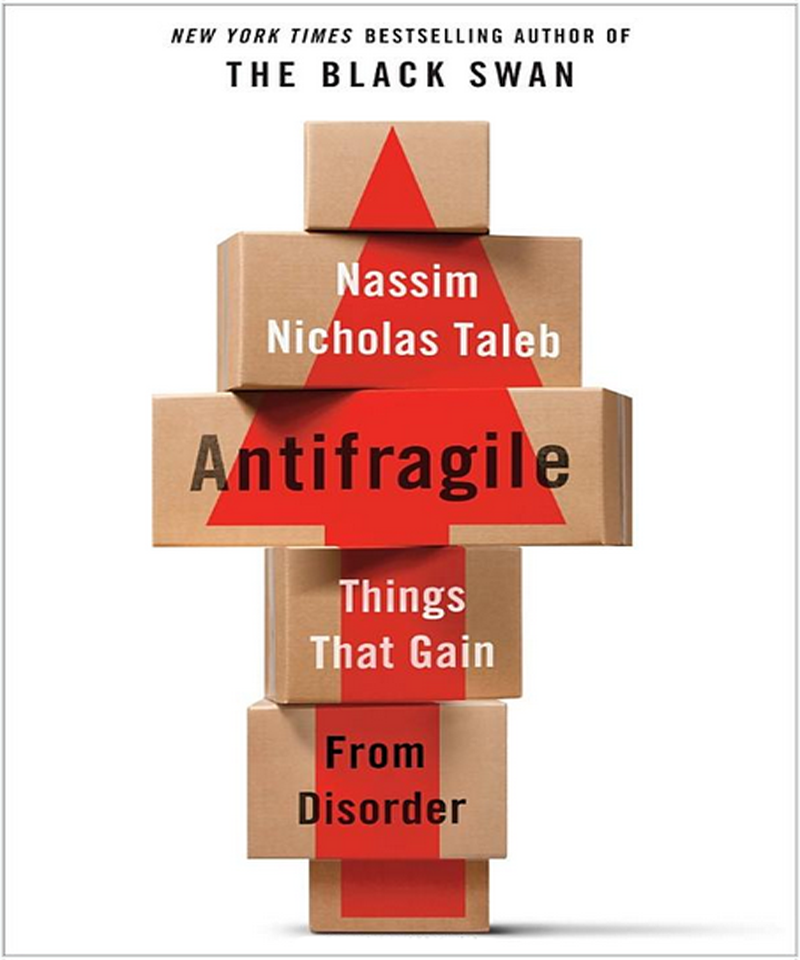 NEW YORK TIMES BESTSELLING AUTHOR OF
THE BLACK SWAN
Nassim
Nicholas Taleb
Antifragile
Things
That Gain
From
Disorder